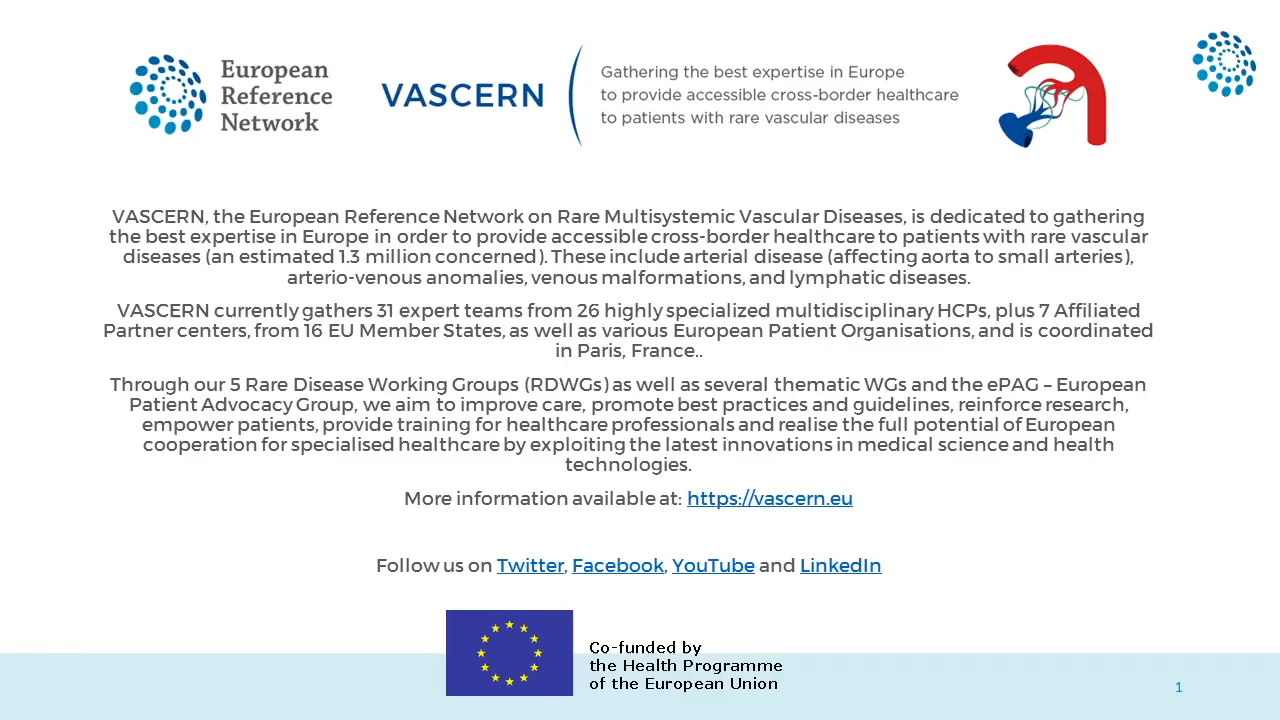 European
Reference
Network
VASCERN
Gathering the best expertise in Europe
to provide accessible cross-border healthcare
to patients with rare vascular diseases
VASCERN, the European Reference Network on Rare Multisystemic Vascular Diseases, is dedicated to gathering
the best expertise in Europe in order to provide accessible cross-border healthcare to patients with rare vascular
diseases (an estimated 1.3 million concerned). These include arterial disease (affecting aorta to small arteries),
arterio-venous anomalies, venous malformations, and lymphatic diseases.
VASCERN currently gathers 31 expert teams from 26 highly specialized multidisciplinary HCPs, plus 7 Affiliated
Partner centers, from 16 EU Member States, as well as various European Patient Organisations, and is coordinated
in Paris, France..
Through our 5 Rare Disease Working Groups (RDWGs) as well as several thematic WGs and the ePAG – European
Patient Advocacy Group, we aim to improve care, promote best practices and guidelines, reinforce research,
empower patients, provide training for healthcare professionals and realise the full potential of European
cooperation for specialised healthcare by exploiting the latest innovations in medical science and health
technologies.
More information available at: https://vascern.eu
Follow us on Twitter, Facebook, YouTube and LinkedIn
Co-funded by
the Health Programme
of the European Union
1